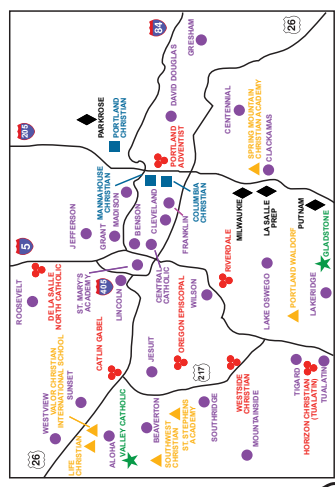 26
84
205
5
405
217
26
GRESHAM
DAVID DOUGLAS
CENTENNIAL
SPRING MOUNTAIN
CHRISTIAN ACADEMY
CLACKAMAS
PARKROSE
PORTLAND
CHRISTIAN
PORTLAND
ADVENTIST
MANNAHOUSE
CHRISTIAN
COLUMBIA
CHRISTIAN
JEFFERSON
GRANT
MADISON
BENSON
CLEVELAND
FRANKLIN
CENTRAL
CATHOLIC
MILWAUKIE
LA SALLE
PREP
PUTNAM
GLADSTONE
ROOSEVELT
DE LA SALLE
NORTH CATHOLIC
ST. MARY'S
ACADEMY
LINCOLN
RIVERDALE
LAKE OSWEGO
PORTLAND WALDORF
LAKERIDGE
OREGON EPISCOPAL
WILSON
CATLIN GABEL
JESUIT
WESTVIEW
VALOR CHRISTIAN
INTERNATIONAL SCHOOL
SUNSET
LIFE
CHRISTIAN
ALOHA
VALLEY CATHOLIC
BEAVERTON
SOUTHWEST
CHRISTIAN
ST. STEPHENS
ACADEMY
SOUTHRIDGE
WESTSIDE
CHRISTIAN
MOUNTAINSIDE
TIGARD
HORIZON CHRISTIAN
(TUALATIN)
TUALATIN